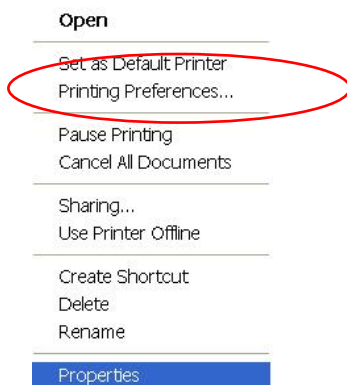 Open
Set as Default Printer
Printing Preferences...
Pause Printing
Cancel All Documents
Sharing...
Use Printer Offline
Create Shortcut
Delete
Rename
Properties